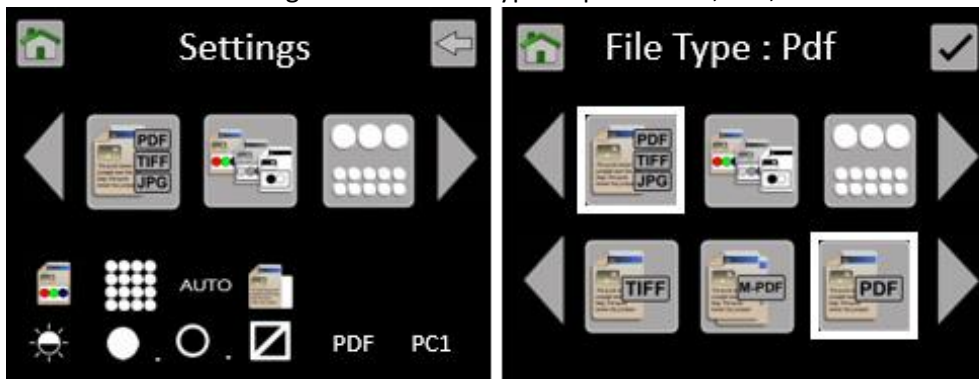 Settings
PDF
TIFF
JPG
AUTO
PDF PC1
File Type : Pdf
PDF
TIFF
JPG
TIFF M-PDF PDF